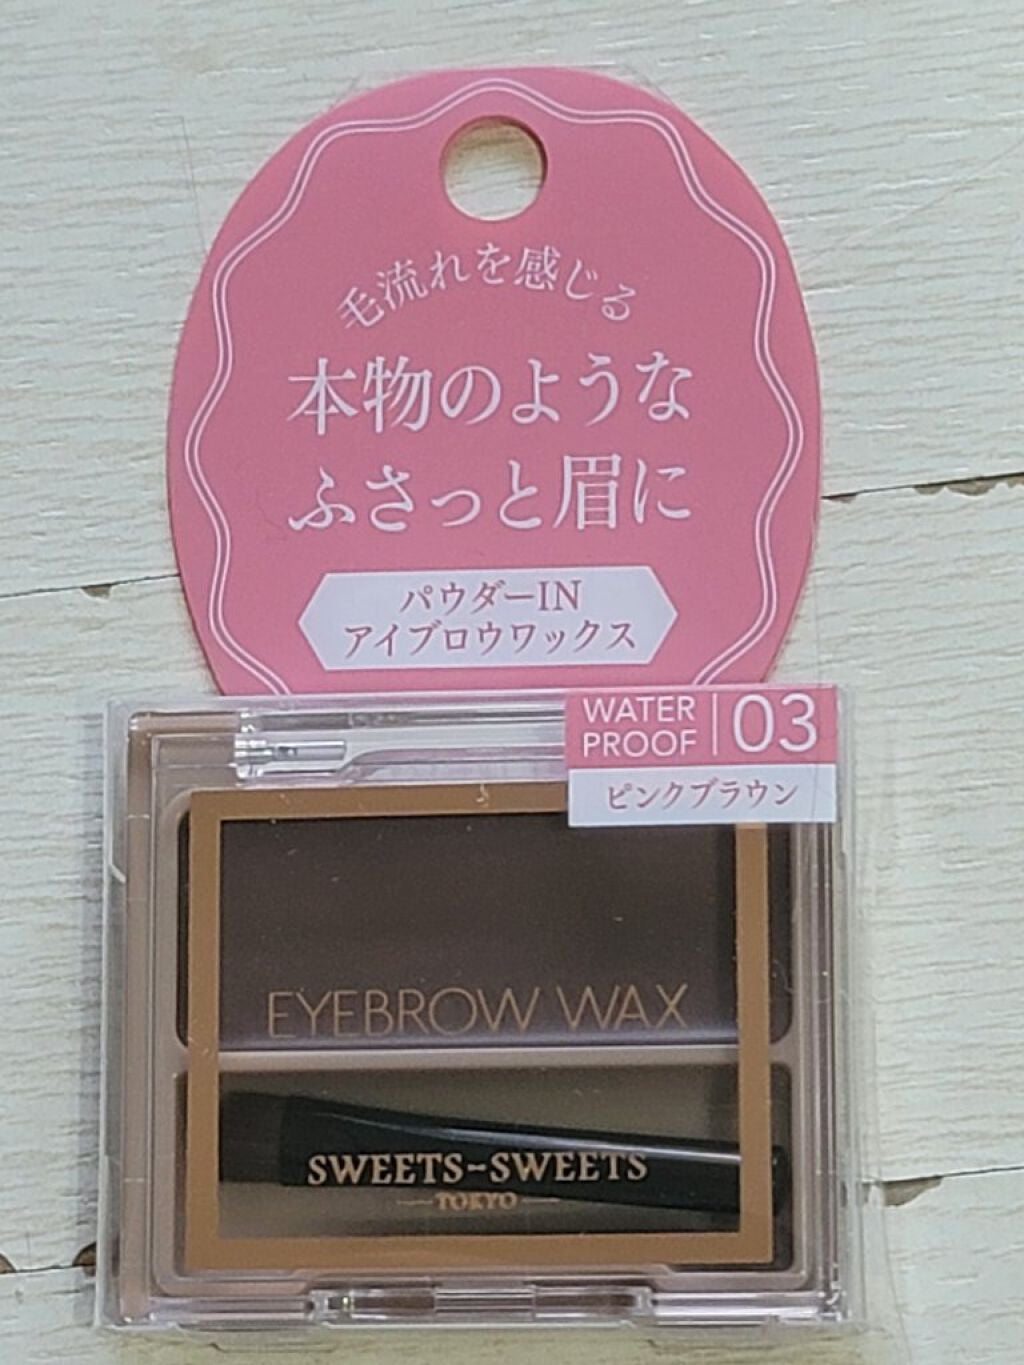 毛流れを感じる
本物のような
ふさっと眉に
パウダーIN
アイブロウワックス
WATER
PROOF
03
ピンクブラウン
EYEBROW WAX
SWEETS-SWEETS
TOKYO